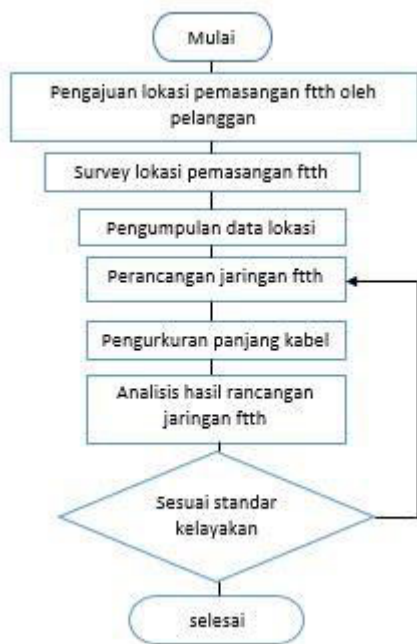 Mulai
Pengajuan lokasi pemasangan ftth oleh
pelanggan
Survey lokasi pemasangan ftth
Pengumpulan data lokasi
Perancangan jaringan ftth
Pengurkuran panjang kabel
Analisis hasil rancangan
jaringan ftth
Sesuai standar
kelayakan
selesai